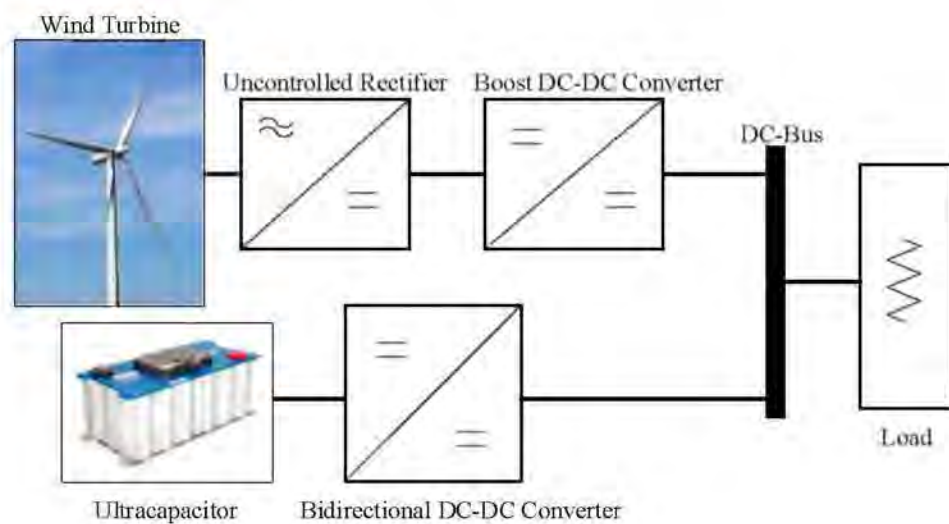 Wind Turbine
Uncontrolled Rectifier
Boost DC-DC Converter
DC-Bus
Load
Ultracapacitor
Bidirectional DC-DC Converter